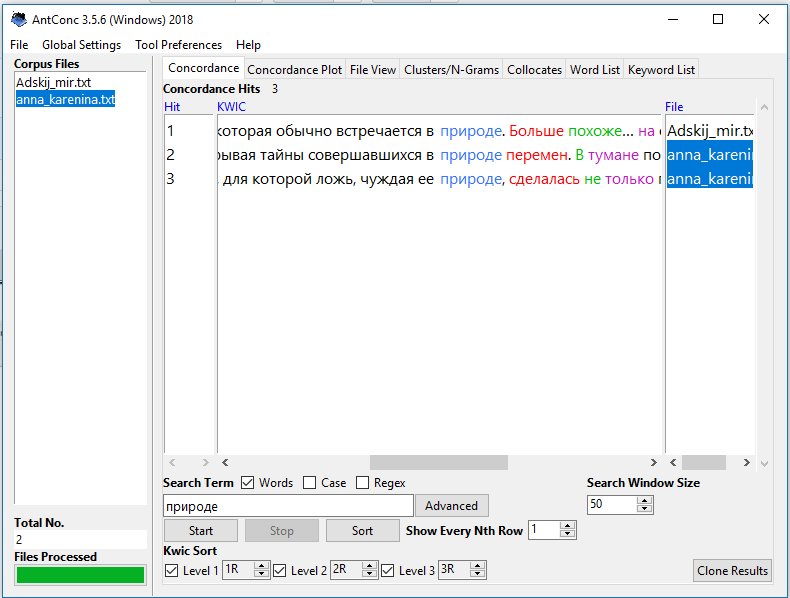 AntConc 3.5.6 (Windows) 2018
File Global Settings Tool Preferences Help
Corpus Files
Adskij_mir.txt
anna_karenina.txt
Total No.
2
Files Processed
Concordance Concordance Plot File View Clusters/N-Grams Collocates Word List Keyword List
Concordance Hits 3
Hit KWIC File
1 которая обычно встречается в природе. Больше похоже... на Adskij_mir.tx
2 рывая тайны совершавшихся в природе перемен. В тумане по anna_karenin
3 для которой ложь, чуждая ее природе, сделалась не только anna_karenin
Search Term Words Case Regex Search Window Size
природе Advanced 50
Start Stop Sort Show Every Nth Row 1
Kwic Sort
Level 1 1R Level 2 2R Level 3 3R Clone Results